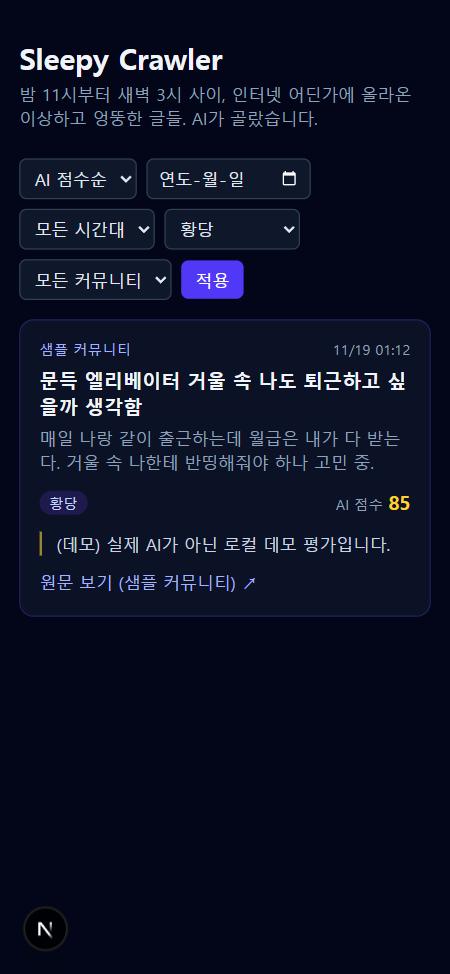 Sleepy Crawler
밤 11시부터 새벽 3시 사이, 인터넷 어딘가에 올라온
이상하고 엉뚱한 글들. AI가 골랐습니다.
AI 점수순 연도-월-일
모든 시간대 황당
모든 커뮤니티 적용
샘플 커뮤니티 11/19 01:12
문득 엘리베이터 거울 속 나도 퇴근하고 싶
을까 생각함
매일 나랑 같이 출근하는데 월급은 내가 다 받는
다. 거울 속 나한테 반띵해줘야 하나 고민 중.
황당 AI 점수 85
(데모) 실제 AI가 아닌 로컬 데모 평가입니다.
원문 보기 (샘플 커뮤니티) ↗
N